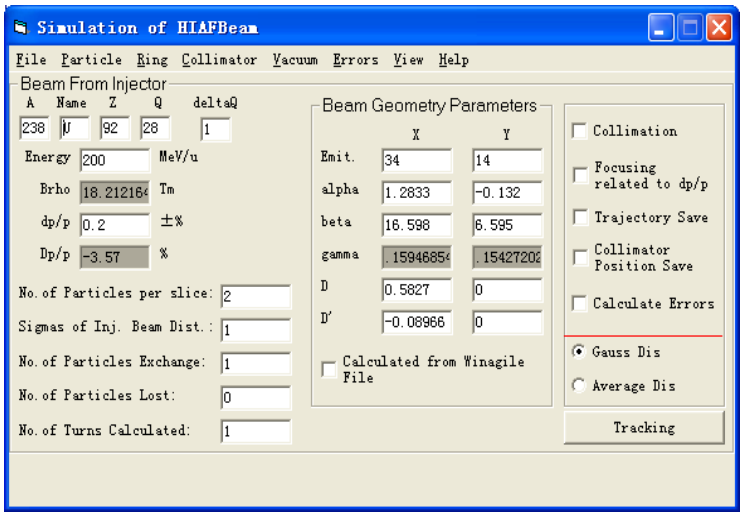 Simulation of HIAFBeam
File Particle Ring Collimator Vacuum Errors View Help
Beam From Injector
A Name Z Q deltaQ
238 U 92 28 1
Energy 200 MeV/u
Brho 18.212164 Tm
dp/p 0.2 ±%
Dp/p -3.57 %
No. of Particles per slice: 2
Sigmas of Inj. Beam Dist.: 1
No. of Particles Exchange: 1
No. of Particles Lost: 0
No. of Turns Calculated: 1
Beam Geometry Parameters
X Y
Emit. 34 14
alpha 1.2833 -0.132
beta 16.598 6.595
gamma .1594685 .15427202
D 0.5827 0
D' -0.08966 0
Calculated from Winagile
File
Collimation
Focusing
related to dp/p
Trajectory Save
Collimator
Position Save
Calculate Errors
Gauss Dis
Average Dis
Tracking